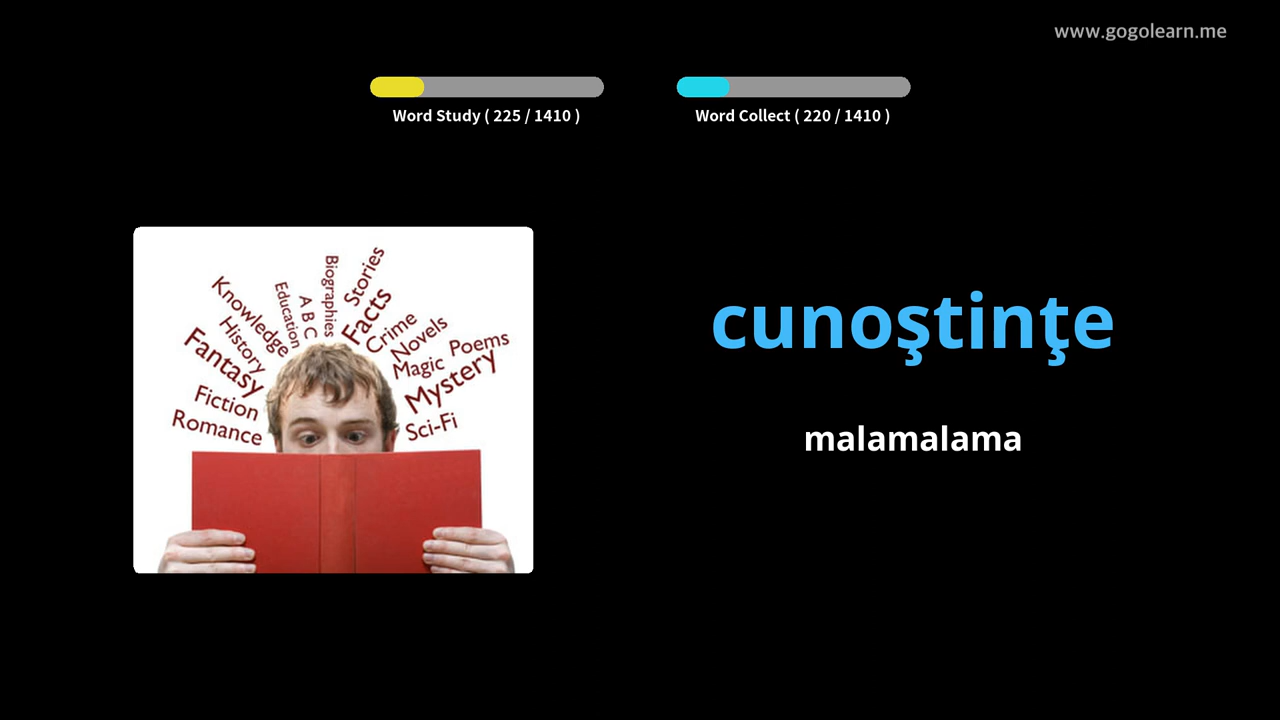 www.gogolearn.me
Word Study ( 225 / 1410 )
Word Collect ( 220 / 1410 )
Biographies
Stories
Knowledge
Education
A B C
Facts
History
Crime
Novels
Fantasy
Magic
Poems
Mystery
Fiction
Romance
Sci-Fi
cunoştinţe
malamalama